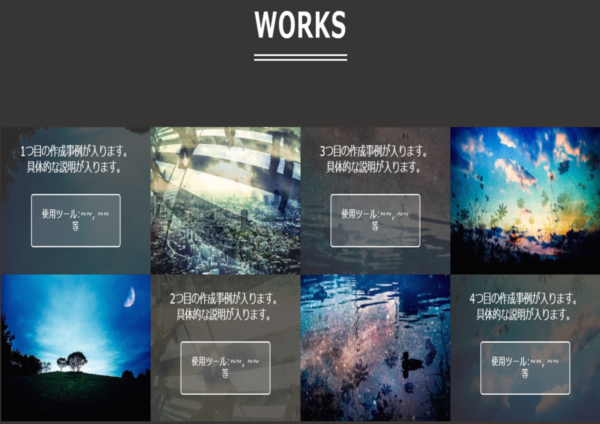 WORKS
1つ目の作成事例が入ります。
具体的な説明が入ります。
使用ツール:~~, ~~
等
3つ目の作成事例が入ります。
具体的な説明が入ります。
使用ツール:~~, ~~
等
2つ目の作成事例が入ります。
具体的な説明が入ります。
使用ツール:~~, ~~
等
4つ目の作成事例が入ります。
具体的な説明が入ります。
使用ツール:~~, ~~
等